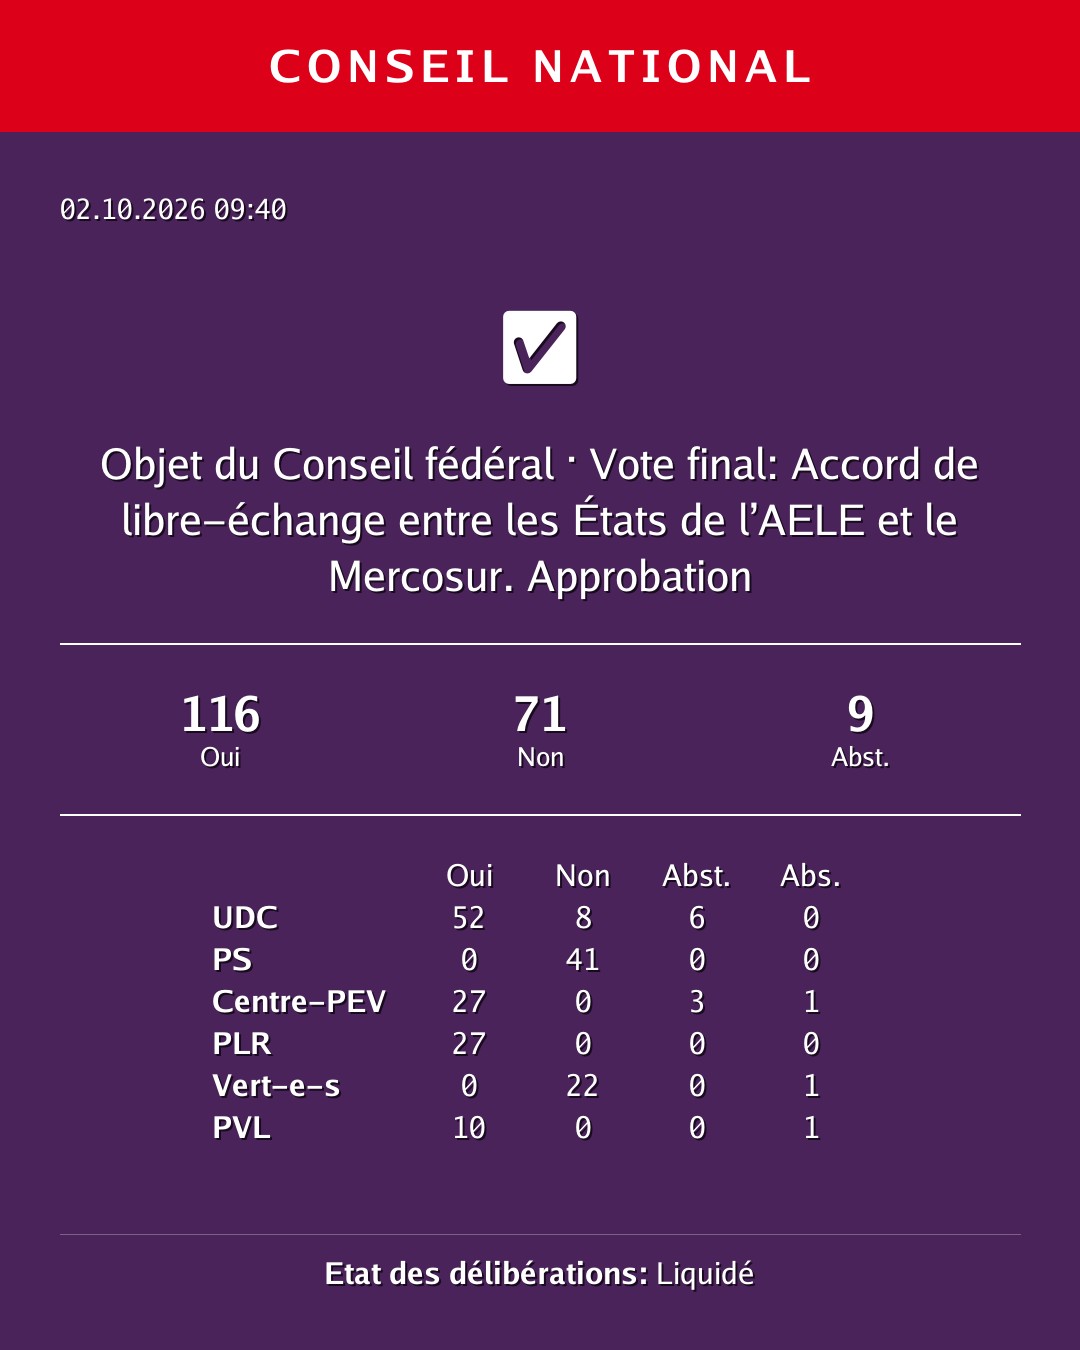 CONSEIL NATIONAL
02.10.2026 09:40
Objet du Conseil fédéral · Vote final: Accord de
libre-échange entre les États de l’AELE et le
Mercosur. Approbation
116 71 9
Oui Non Abst.
Oui Non Abst. Abs.
UDC 52 8 6 0
PS 0 41 0 0
Centre-PEV 27 0 3 1
PLR 27 0 0 0
Vert-e-s 0 22 0 1
PVL 10 0 0 1
Etat des délibérations: Liquidé